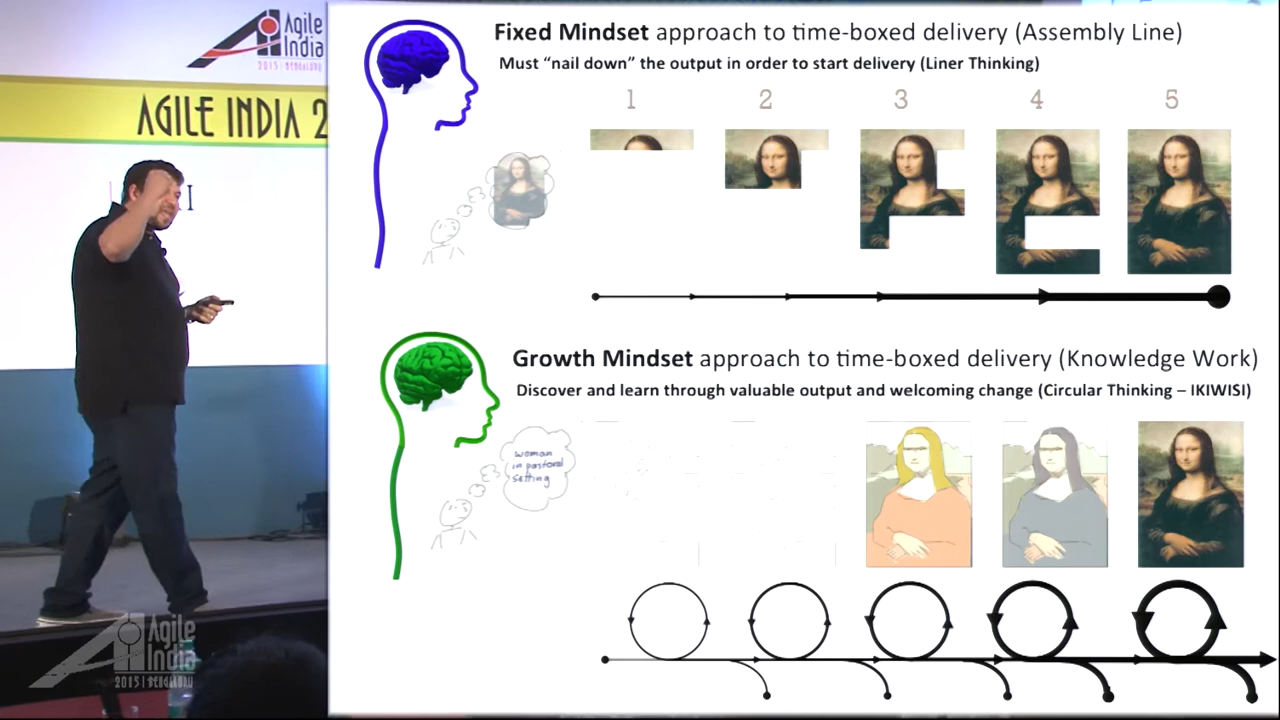 Agile
India
2015 | BENGALURU
AGILE INDIA 2
I
Fixed Mindset approach to time-boxed delivery (Assembly Line)
Must “nail down” the output in order to start delivery (Liner Thinking)
1 2 3 4 5
Growth Mindset approach to time-boxed delivery (Knowledge Work)
Discover and learn through valuable output and welcoming change (Circular Thinking – IKIWISI)
woman
in pastoral
setting
Agile
India
2015 | BENGALURU